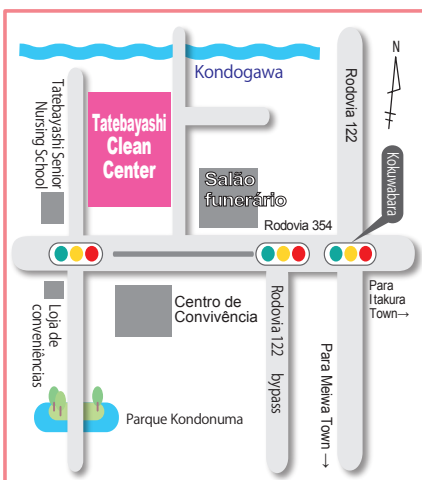 Kondogawa
N
Rodovia 122
Tatebayashi Senior
Nursing School
Tatebayashi
Clean
Center
Salão
funerário
Kokuwabara
Rodovia 354
Para
Itakura
Town→
Loja de
conveniências
Centro de
Convivência
Rodovia 122 bypass
Para Meiwa Town →
Parque Kondonuma